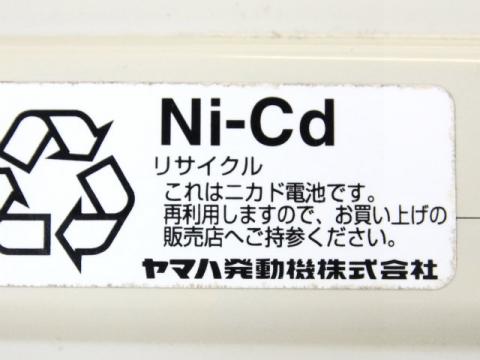 Ni-Cd
リサイクル
これはニカド電池です。
再利用しますので、お買い上げの
販売店へご持参ください。
ヤマハ発動機株式会社